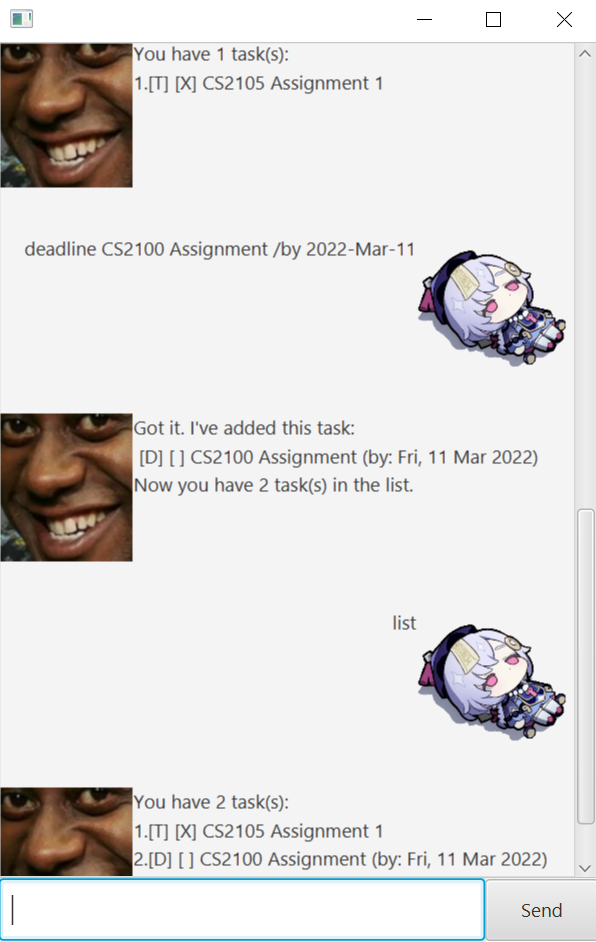 You have 1 task(s):
1.[T] [X] CS2105 Assignment 1
deadline CS2100 Assignment /by 2022-Mar-11
Got it. I've added this task:
[D] [ ] CS2100 Assignment (by: Fri, 11 Mar 2022)
Now you have 2 task(s) in the list.
list
You have 2 task(s):
1.[T] [X] CS2105 Assignment 1
2.[D] [ ] CS2100 Assignment (by: Fri, 11 Mar 2022)
Send